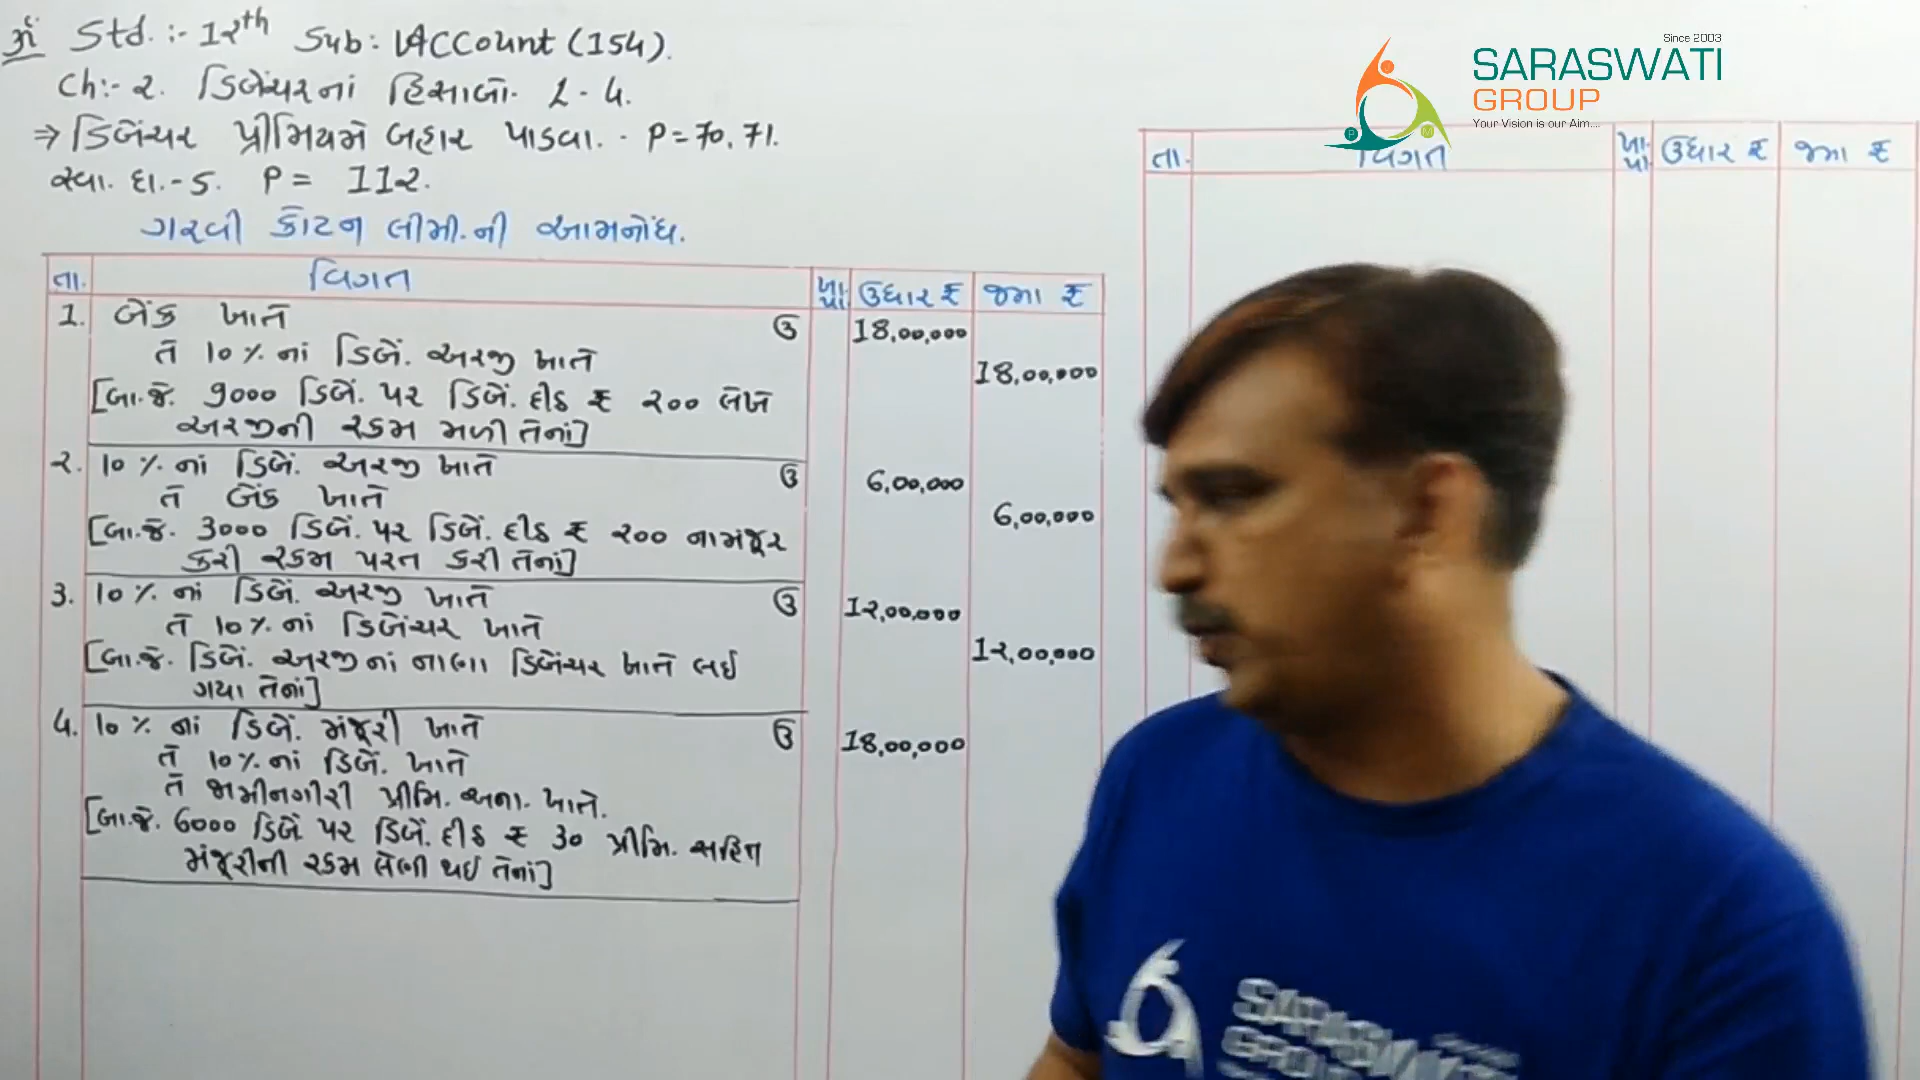 ૐ Std.:- 12th Sub: Account (154).
Ch:- 2. ડિબેંચરનાં હિસાબો. 2-4.
⇒ ડિબેંચર પ્રીમિયમે બહાર પાડવા. - P=70,71.
સ્વા. દા.-5. P= 112.
ગરવી કોટન લીમી.ની આમનોંધ.
તા. વિગત ખા.પા. ઉધાર ₹ જમા ₹
1. બેંક ખાતે ઉ 18,00,000
તે 10%નાં ડિબેં. અરજી ખાતે 18,00,000
[બા.જે. 9000 ડિબેં. પર ડિબેં. દીઠ ₹ 200 લેખે
અરજીની રકમ મળી તેનાં]
2. 10%નાં ડિબેં. અરજી ખાતે ઉ 6,00,000
તે બેંક ખાતે 6,00,000
[બા.જે. 3000 ડિબેં. પર ડિબેં. દીઠ ₹ 200 નામંજૂર
કરી રકમ પરત કરી તેનાં]
3. 10%નાં ડિબેં. અરજી ખાતે ઉ 12,00,000
તે 10%નાં ડિબેંચર ખાતે 12,00,000
[બા.જે. ડિબેં. અરજીનાં નાણા ડિબેંચર ખાતે લઈ
ગયા તેનાં]
4. 10%નાં ડિબેં. મંજૂરી ખાતે ઉ 18,00,000
તે 10%નાં ડિબેં. ખાતે
તે જામીનગીરી પ્રીમિ. અના. ખાતે.
[બા.જે. 6000 ડિબેં પર ડિબેં. દીઠ ₹ 30 પ્રીમિ. સહિત
મંજૂરીની રકમ લેણી થઈ તેનાં]
તા. વિગત ખા.પા. ઉધાર ₹ જમા ₹
Since 2003
SARASWATI
GROUP
Your Vision is our Aim....
P M
SARASWATI
GROUP